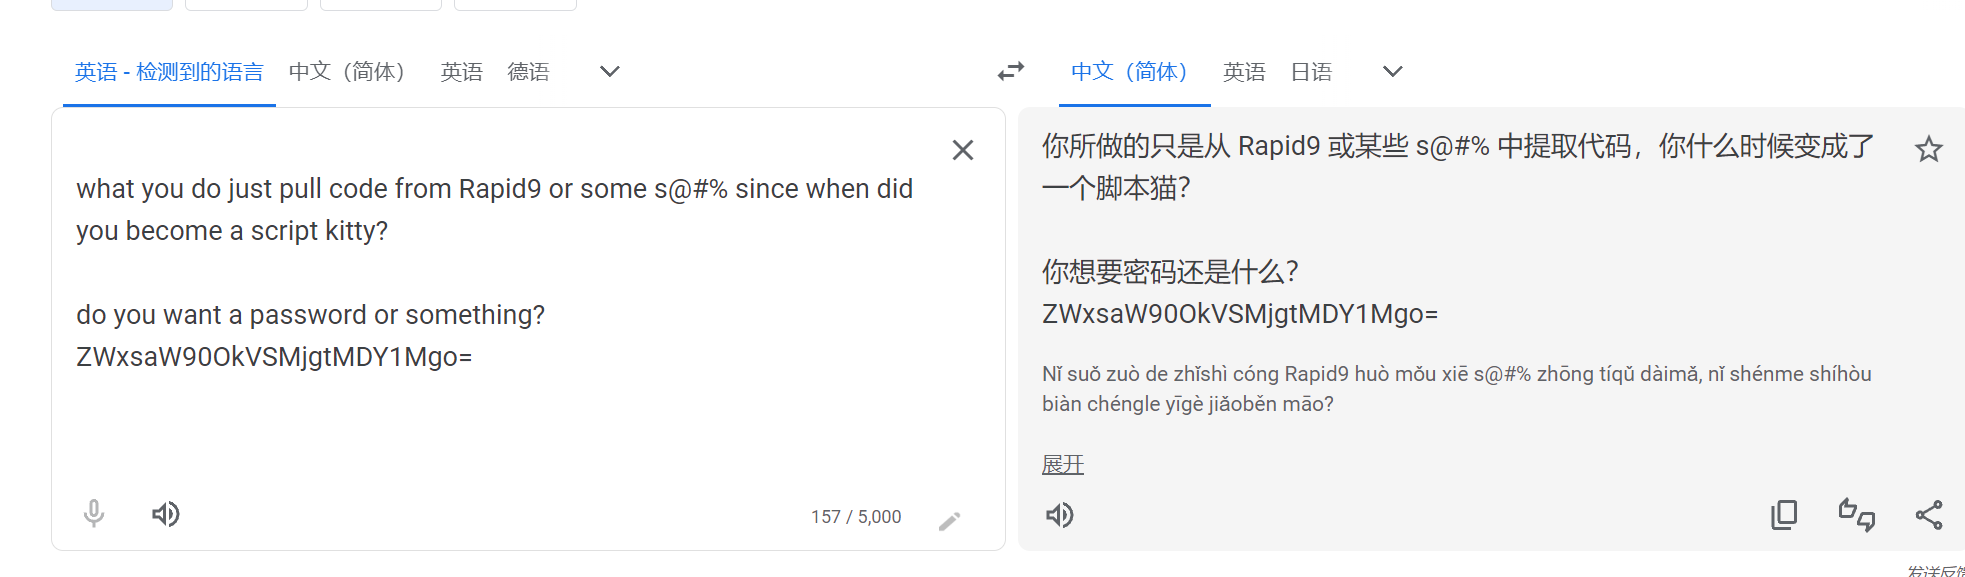 英语 - 检测到的语言 中文（简体） 英语 德语
中文（简体） 英语 日语
what you do just pull code from Rapid9 or some s@#% since when did
you become a script kitty?
do you want a password or something?
ZWxsaW90OkVSMjgtMDY1Mgo=
157 / 5,000
你所做的只是从 Rapid9 或某些 s@#% 中提取代码，你什么时候变成了
一个脚本猫？
你想要密码还是什么？
ZWxsaW90OkVSMjgtMDY1Mgo=
Nǐ suǒ zuò de zhǐshì cóng Rapid9 huò mǒu xiē s@#% zhōng tíqǔ dàimǎ, nǐ shénme shíhòu
biàn chéngle yīgè jiǎoběn māo?
展开